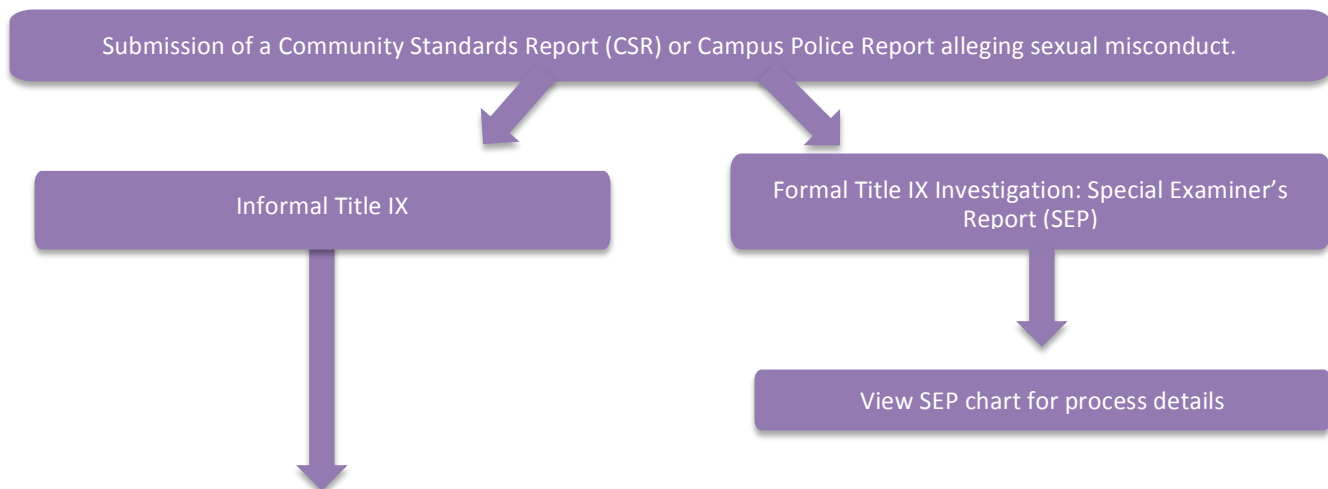 Submission of a Community Standards Report (CSR) or Campus Police Report alleging sexual misconduct.
Informal Title IX
Formal Title IX Investigation: Special Examiner’s
Report (SEP)
View SEP chart for process details